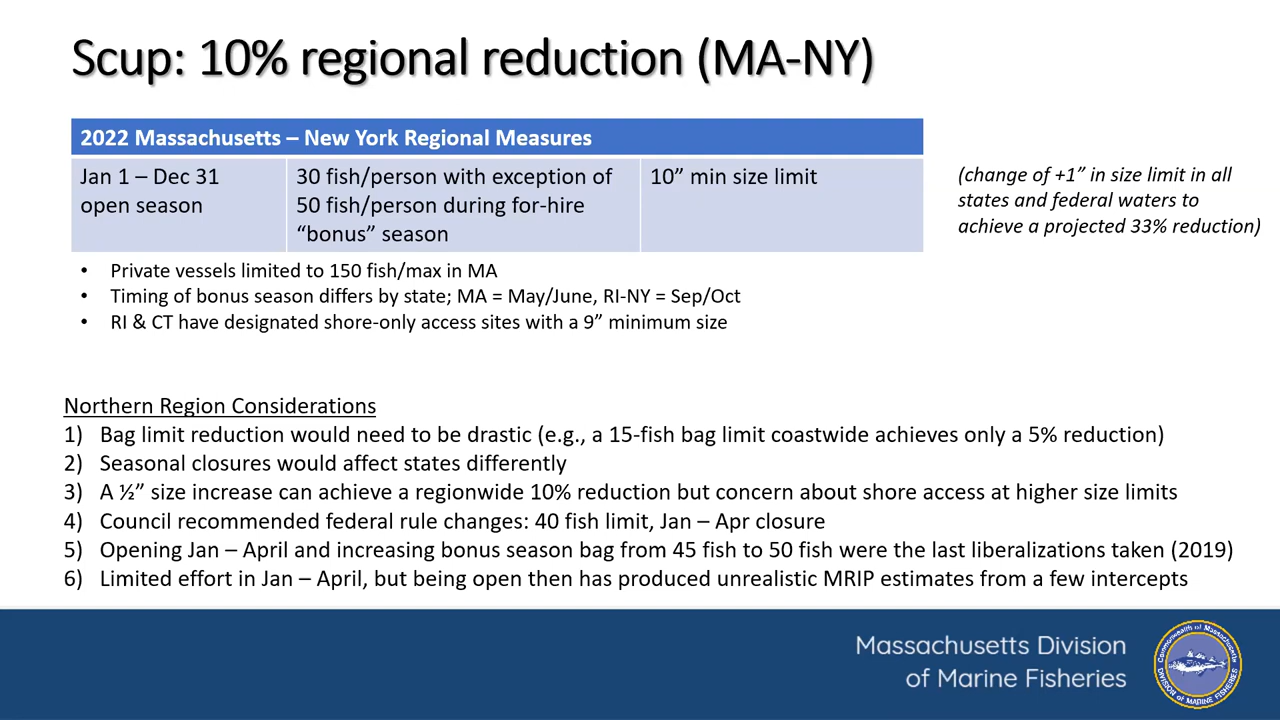 Scup: 10% regional reduction (MA-NY)
2022 Massachusetts – New York Regional Measures
Jan 1 – Dec 31
open season
30 fish/person with exception of
50 fish/person during for-hire
“bonus” season
10” min size limit
(change of +1” in size limit in all
states and federal waters to
achieve a projected 33% reduction)
• Private vessels limited to 150 fish/max in MA
• Timing of bonus season differs by state; MA = May/June, RI-NY = Sep/Oct
• RI & CT have designated shore-only access sites with a 9” minimum size
Northern Region Considerations
1) Bag limit reduction would need to be drastic (e.g., a 15-fish bag limit coastwide achieves only a 5% reduction)
2) Seasonal closures would affect states differently
3) A ½” size increase can achieve a regionwide 10% reduction but concern about shore access at higher size limits
4) Council recommended federal rule changes: 40 fish limit, Jan – Apr closure
5) Opening Jan – April and increasing bonus season bag from 45 fish to 50 fish were the last liberalizations taken (2019)
6) Limited effort in Jan – April, but being open then has produced unrealistic MRIP estimates from a few intercepts
Massachusetts Division
of Marine Fisheries
Commonwealth of Massachusetts
DIVISION of MARINE FISHERIES